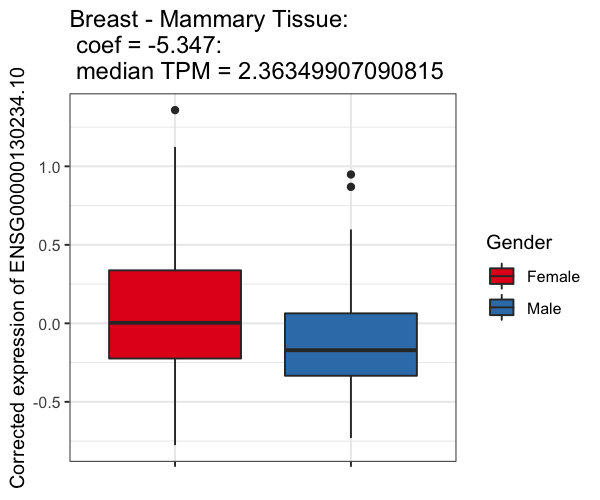 Breast - Mammary Tissue:
coef = -5.347:
median TPM = 2.36349907090815
Corrected expression of ENSG00000130234.10
1.0
0.5
0.0
-0.5
Gender
Female
Male